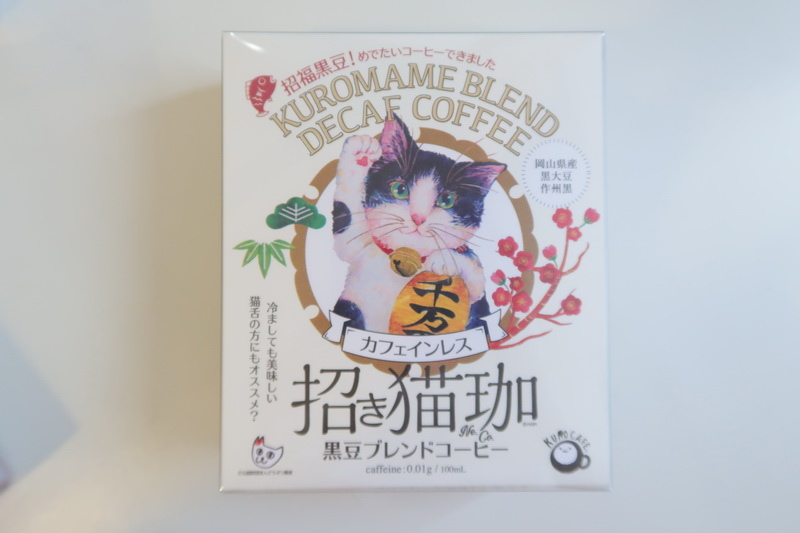 招福黒豆！めでたいコーヒーできました
KUROMAME BLEND
DECAF COFFEE
岡山県産
黒大豆
作州黒
千万
カフェインレス
冷ましても美味しい
猫舌の方にもオススメ？
招き猫珈
Ne. Co.
黒豆ブレンドコーヒー
caffeine:0.01g / 100mL
KURO CAFE